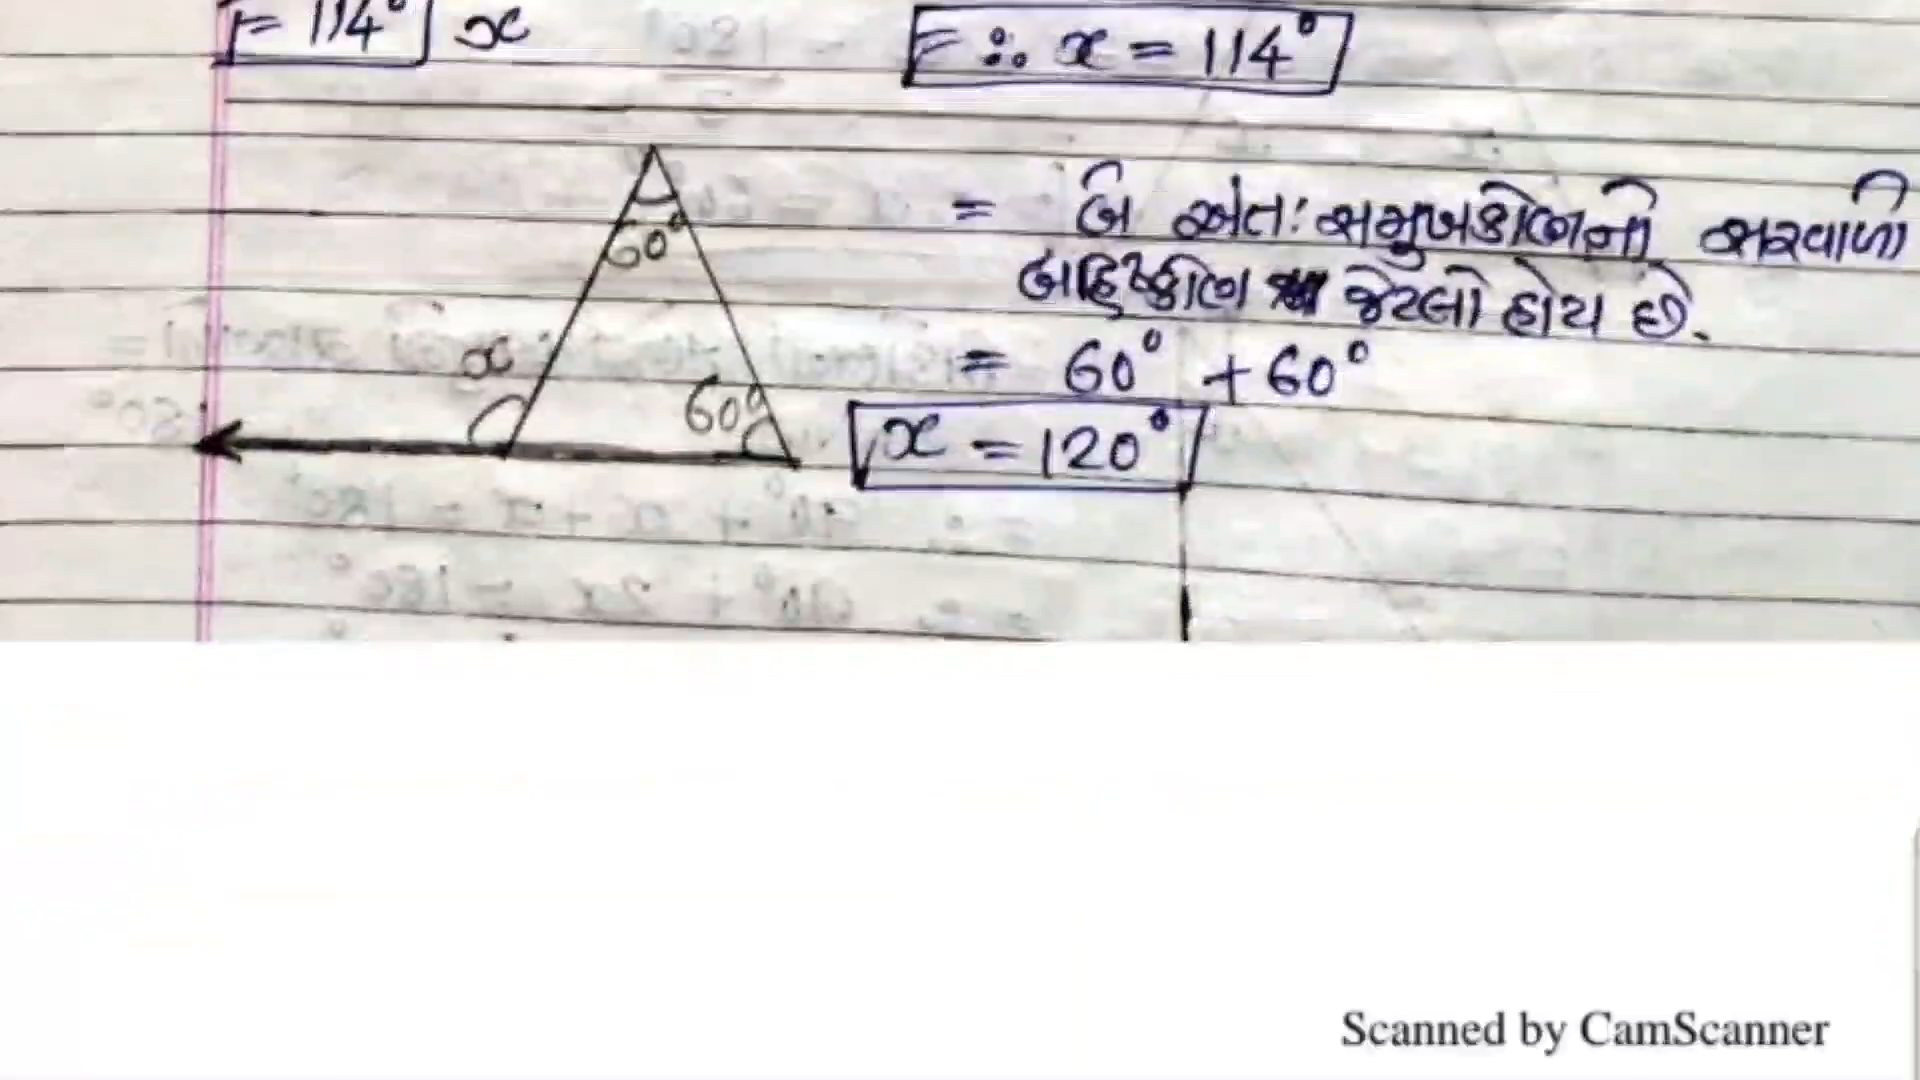 = 114° x
= ∴ x = 114°
60°
x
60°
= બે અંતઃસમુખકોણનો સરવાળો
બહિષ્કોણ જેટલો હોય છે.
= 60° + 60°
x = 120°
Scanned by CamScanner